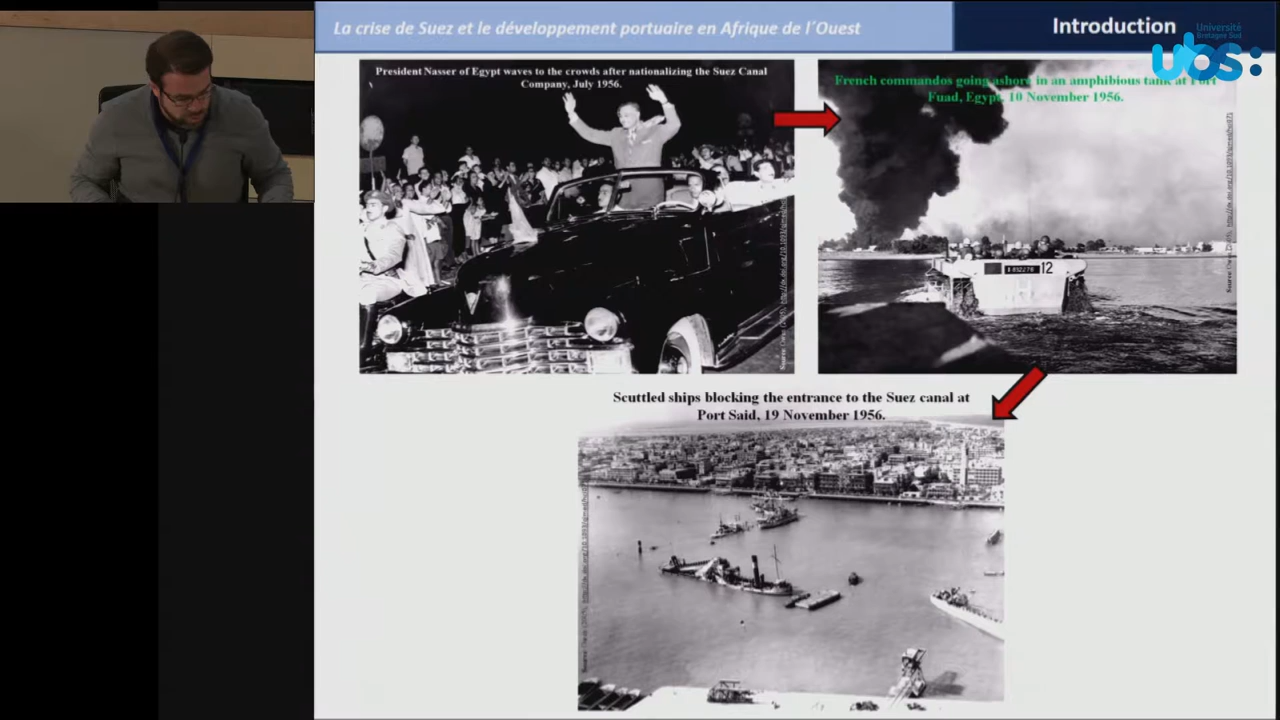 La crise de Suez et le développement portuaire en Afrique de l´Ouest
Introduction
Université
Bretagne Sud
ubs:
President Nasser of Egypt waves to the crowds after nationalizing the Suez Canal
Company, July 1956.
French commandos going ashore in an amphibious tank at Port
Fuad, Egypt, 10 November 1956.
12
Scuttled ships blocking the entrance to the Suez canal at
Port Said, 19 November 1956.